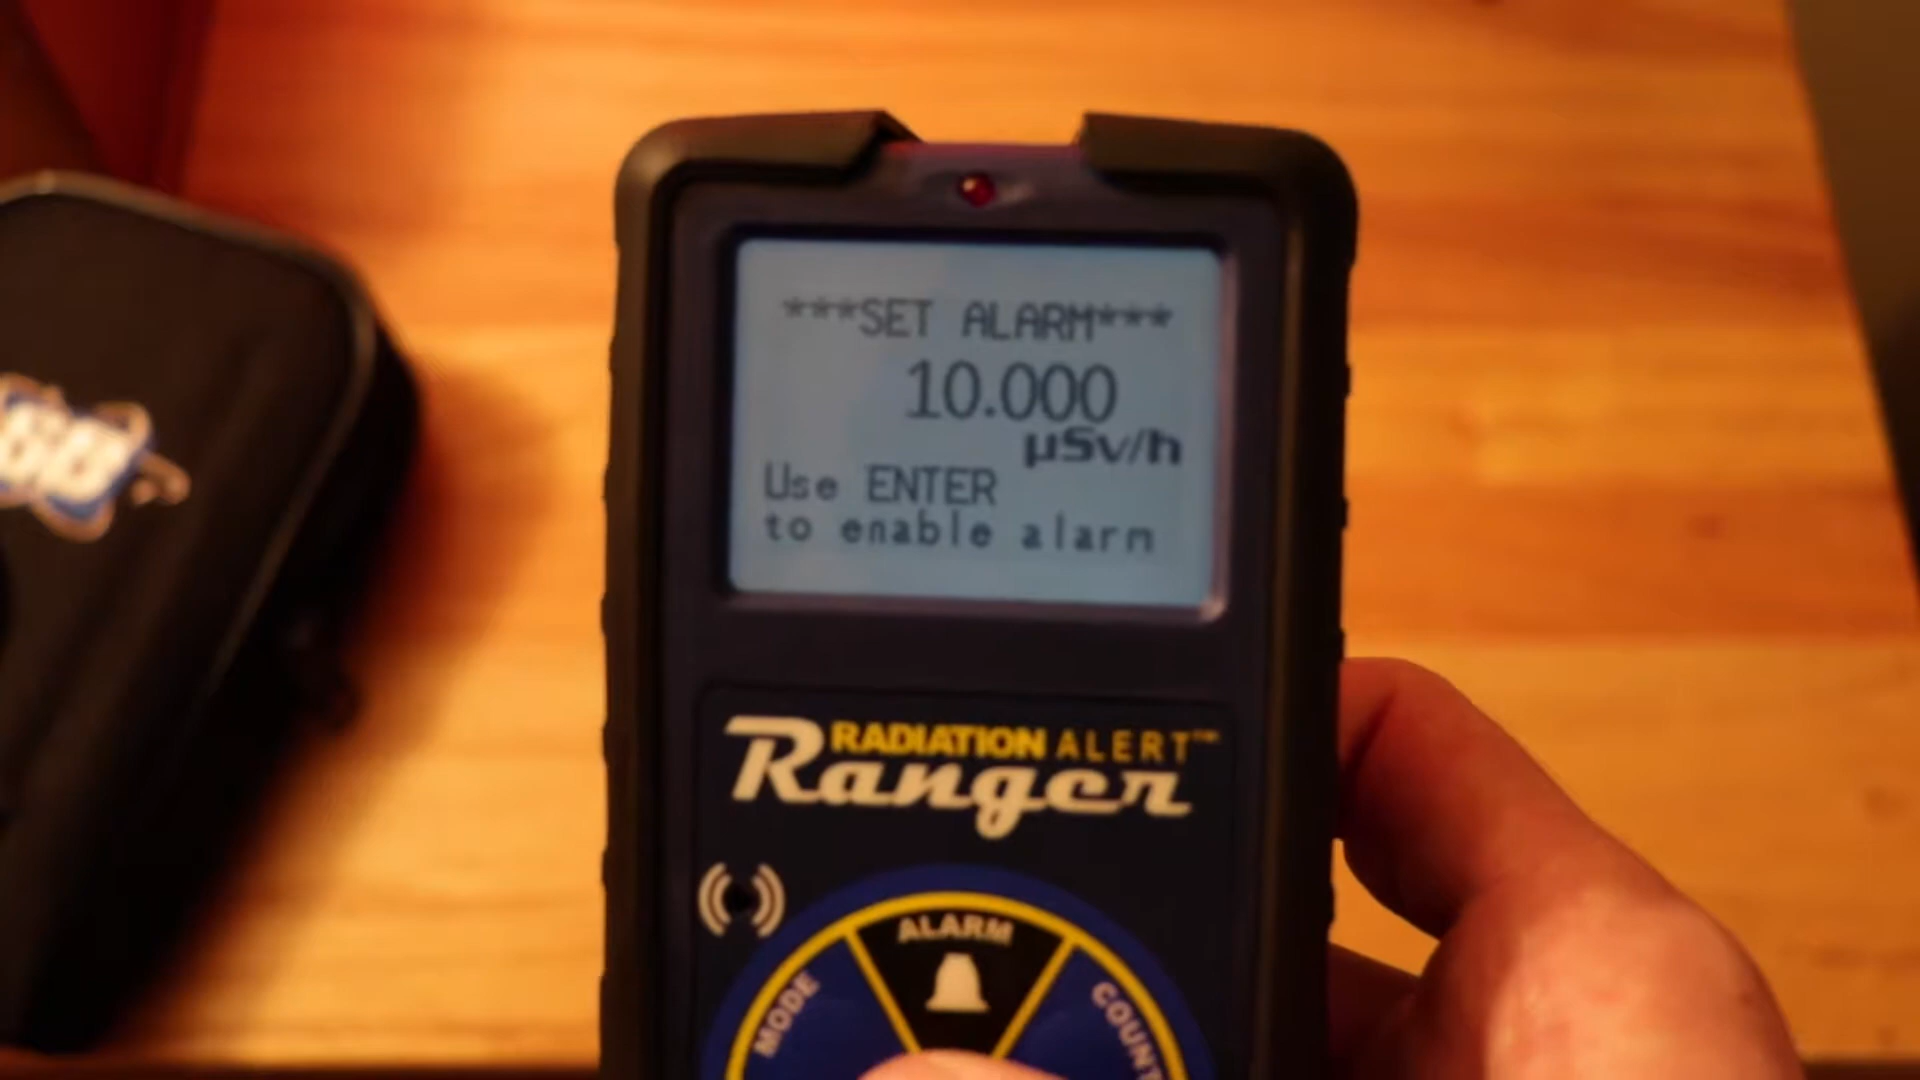 ***SET ALARM***
10.000
µSv/h
Use ENTER
to enable alarm
RADIATION ALERT™
Ranger
ALARM
MODE
COUNT